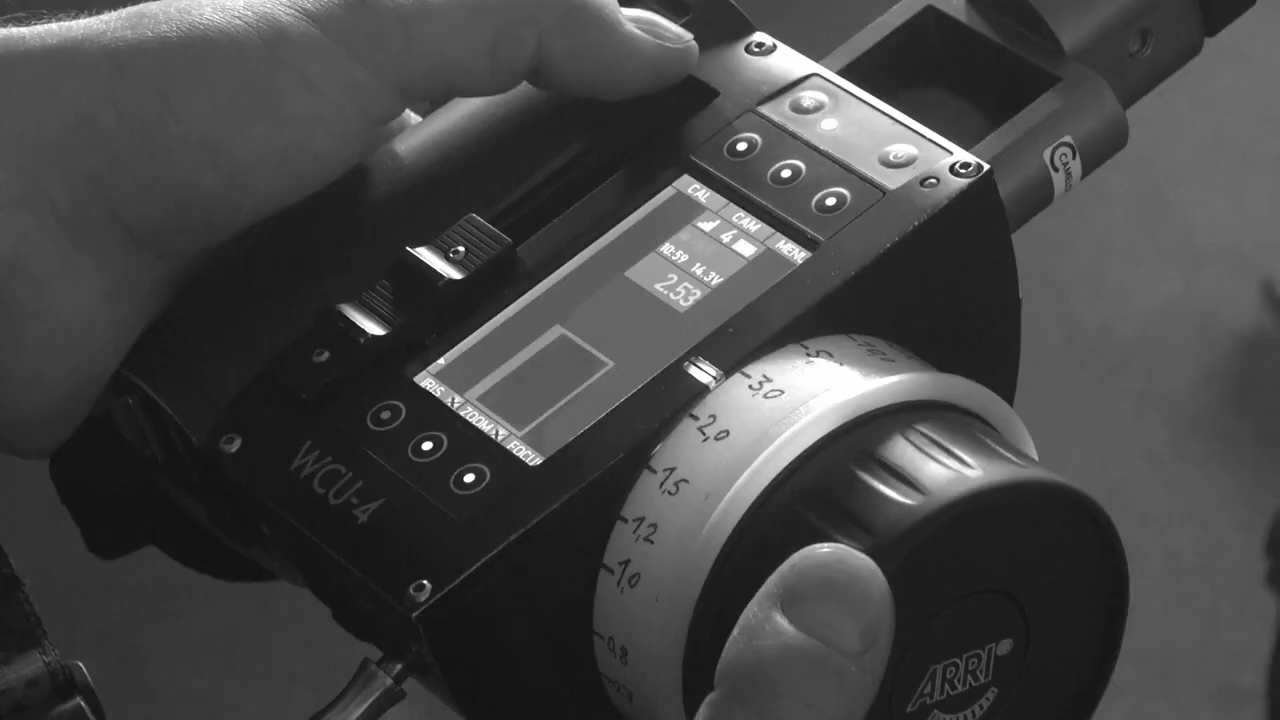 CAL CAM MENU
4
10:59 14.3V
2.53
IRIS ZOOM FOCU
WCU-4
5,
3,0
2,0
1,5
1,2
1,0
0,8
ARRI